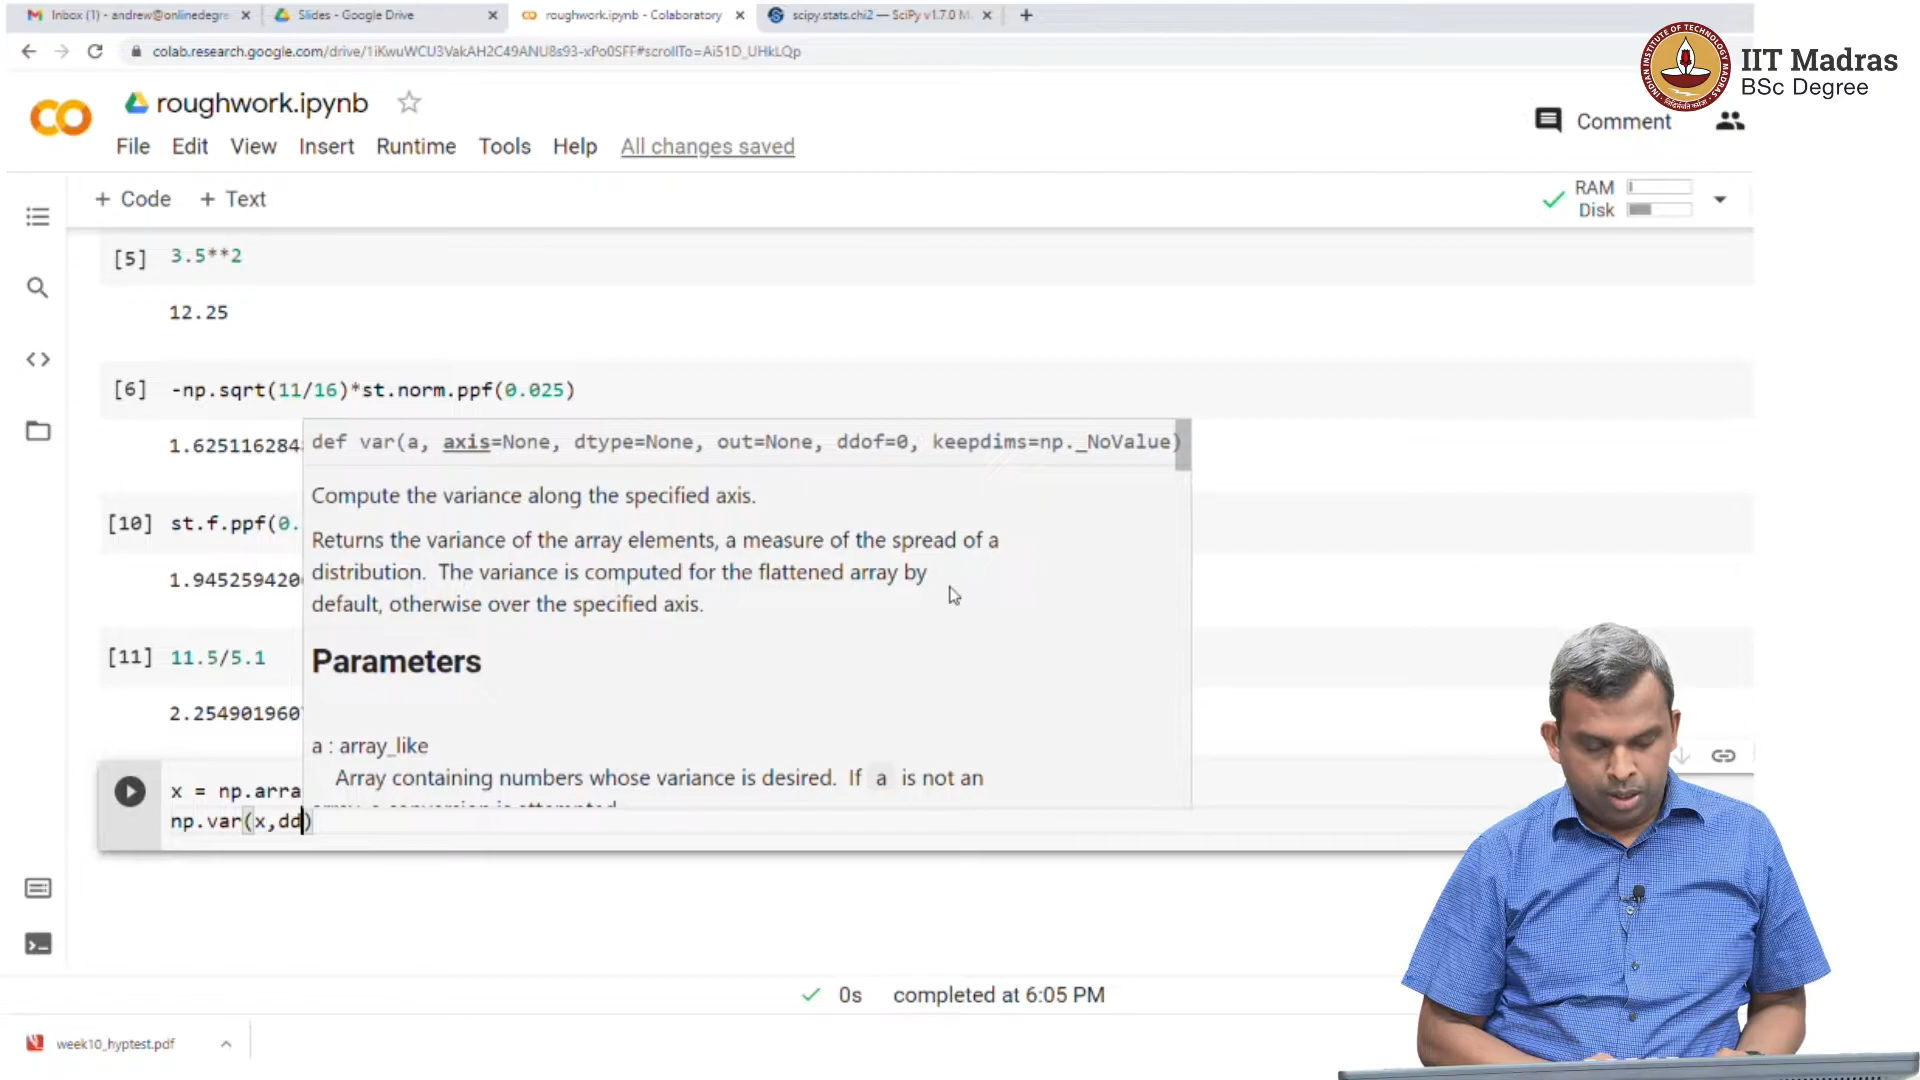 Inbox (1) - andrew@onlinedegre
Slides - Google Drive
roughwork.ipynb - Colaboratory
scipy.stats.chi2 — SciPy v1.7.0 M
colab.research.google.com/drive/1iKwuWCU3VakAH2C49ANU8s93-xPo0SFF#scrollTo=Ai51D_UHkLQp
IIT Madras
BSc Degree
roughwork.ipynb
Comment
File Edit View Insert Runtime Tools Help All changes saved
+ Code + Text
RAM
Disk
[5] 3.5**2
12.25
[6] -np.sqrt(11/16)*st.norm.ppf(0.025)
1.625116284
def var(a, axis=None, dtype=None, out=None, ddof=0, keepdims=np._NoValue)
Compute the variance along the specified axis.
Returns the variance of the array elements, a measure of the spread of a
distribution. The variance is computed for the flattened array by
default, otherwise over the specified axis.
Parameters
a : array_like
Array containing numbers whose variance is desired. If a is not an
[10] st.f.ppf(0.
1.945259420
[11] 11.5/5.1
2.254901960
x = np.arra
np.var(x,dd)
0s completed at 6:05 PM
week10_hyptest.pdf